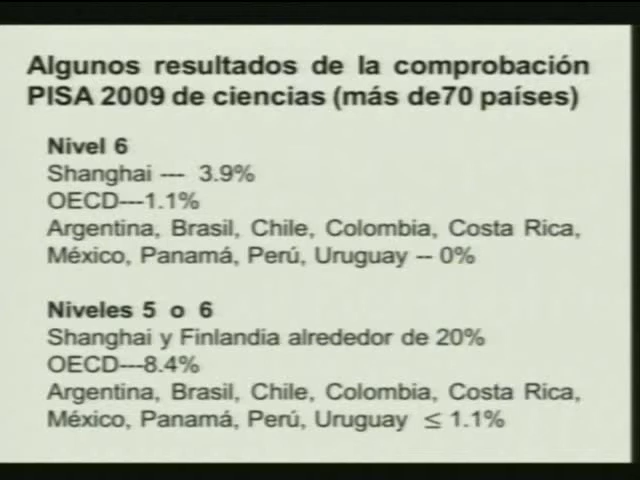 Algunos resultados de la comprobación
PISA 2009 de ciencias (más de70 países)
Nivel 6
Shanghai --- 3.9%
OECD---1.1%
Argentina, Brasil, Chile, Colombia, Costa Rica,
México, Panamá, Perú, Uruguay -- 0%
Niveles 5 o 6
Shanghai y Finlandia alrededor de 20%
OECD---8.4%
Argentina, Brasil, Chile, Colombia, Costa Rica,
México, Panamá, Perú, Uruguay ≤ 1.1%